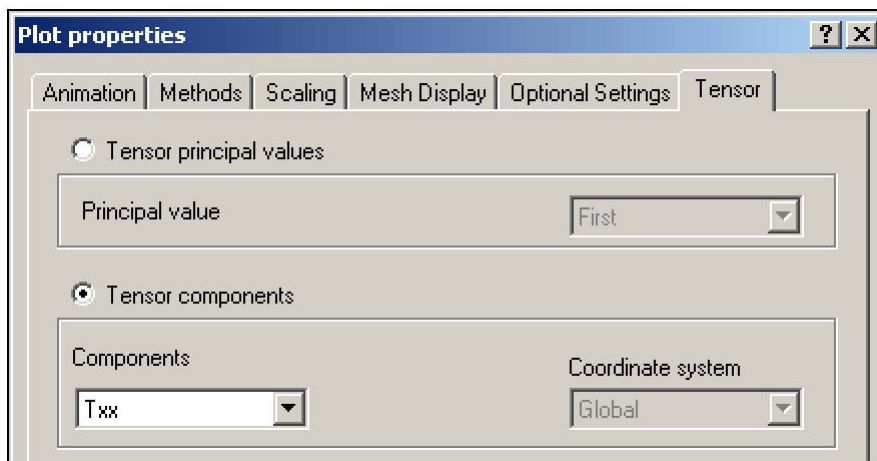 Plot properties
Animation Methods Scaling Mesh Display Optional Settings Tensor
Tensor principal values
Principal value First
Tensor components
Components
Coordinate system
Txx Global